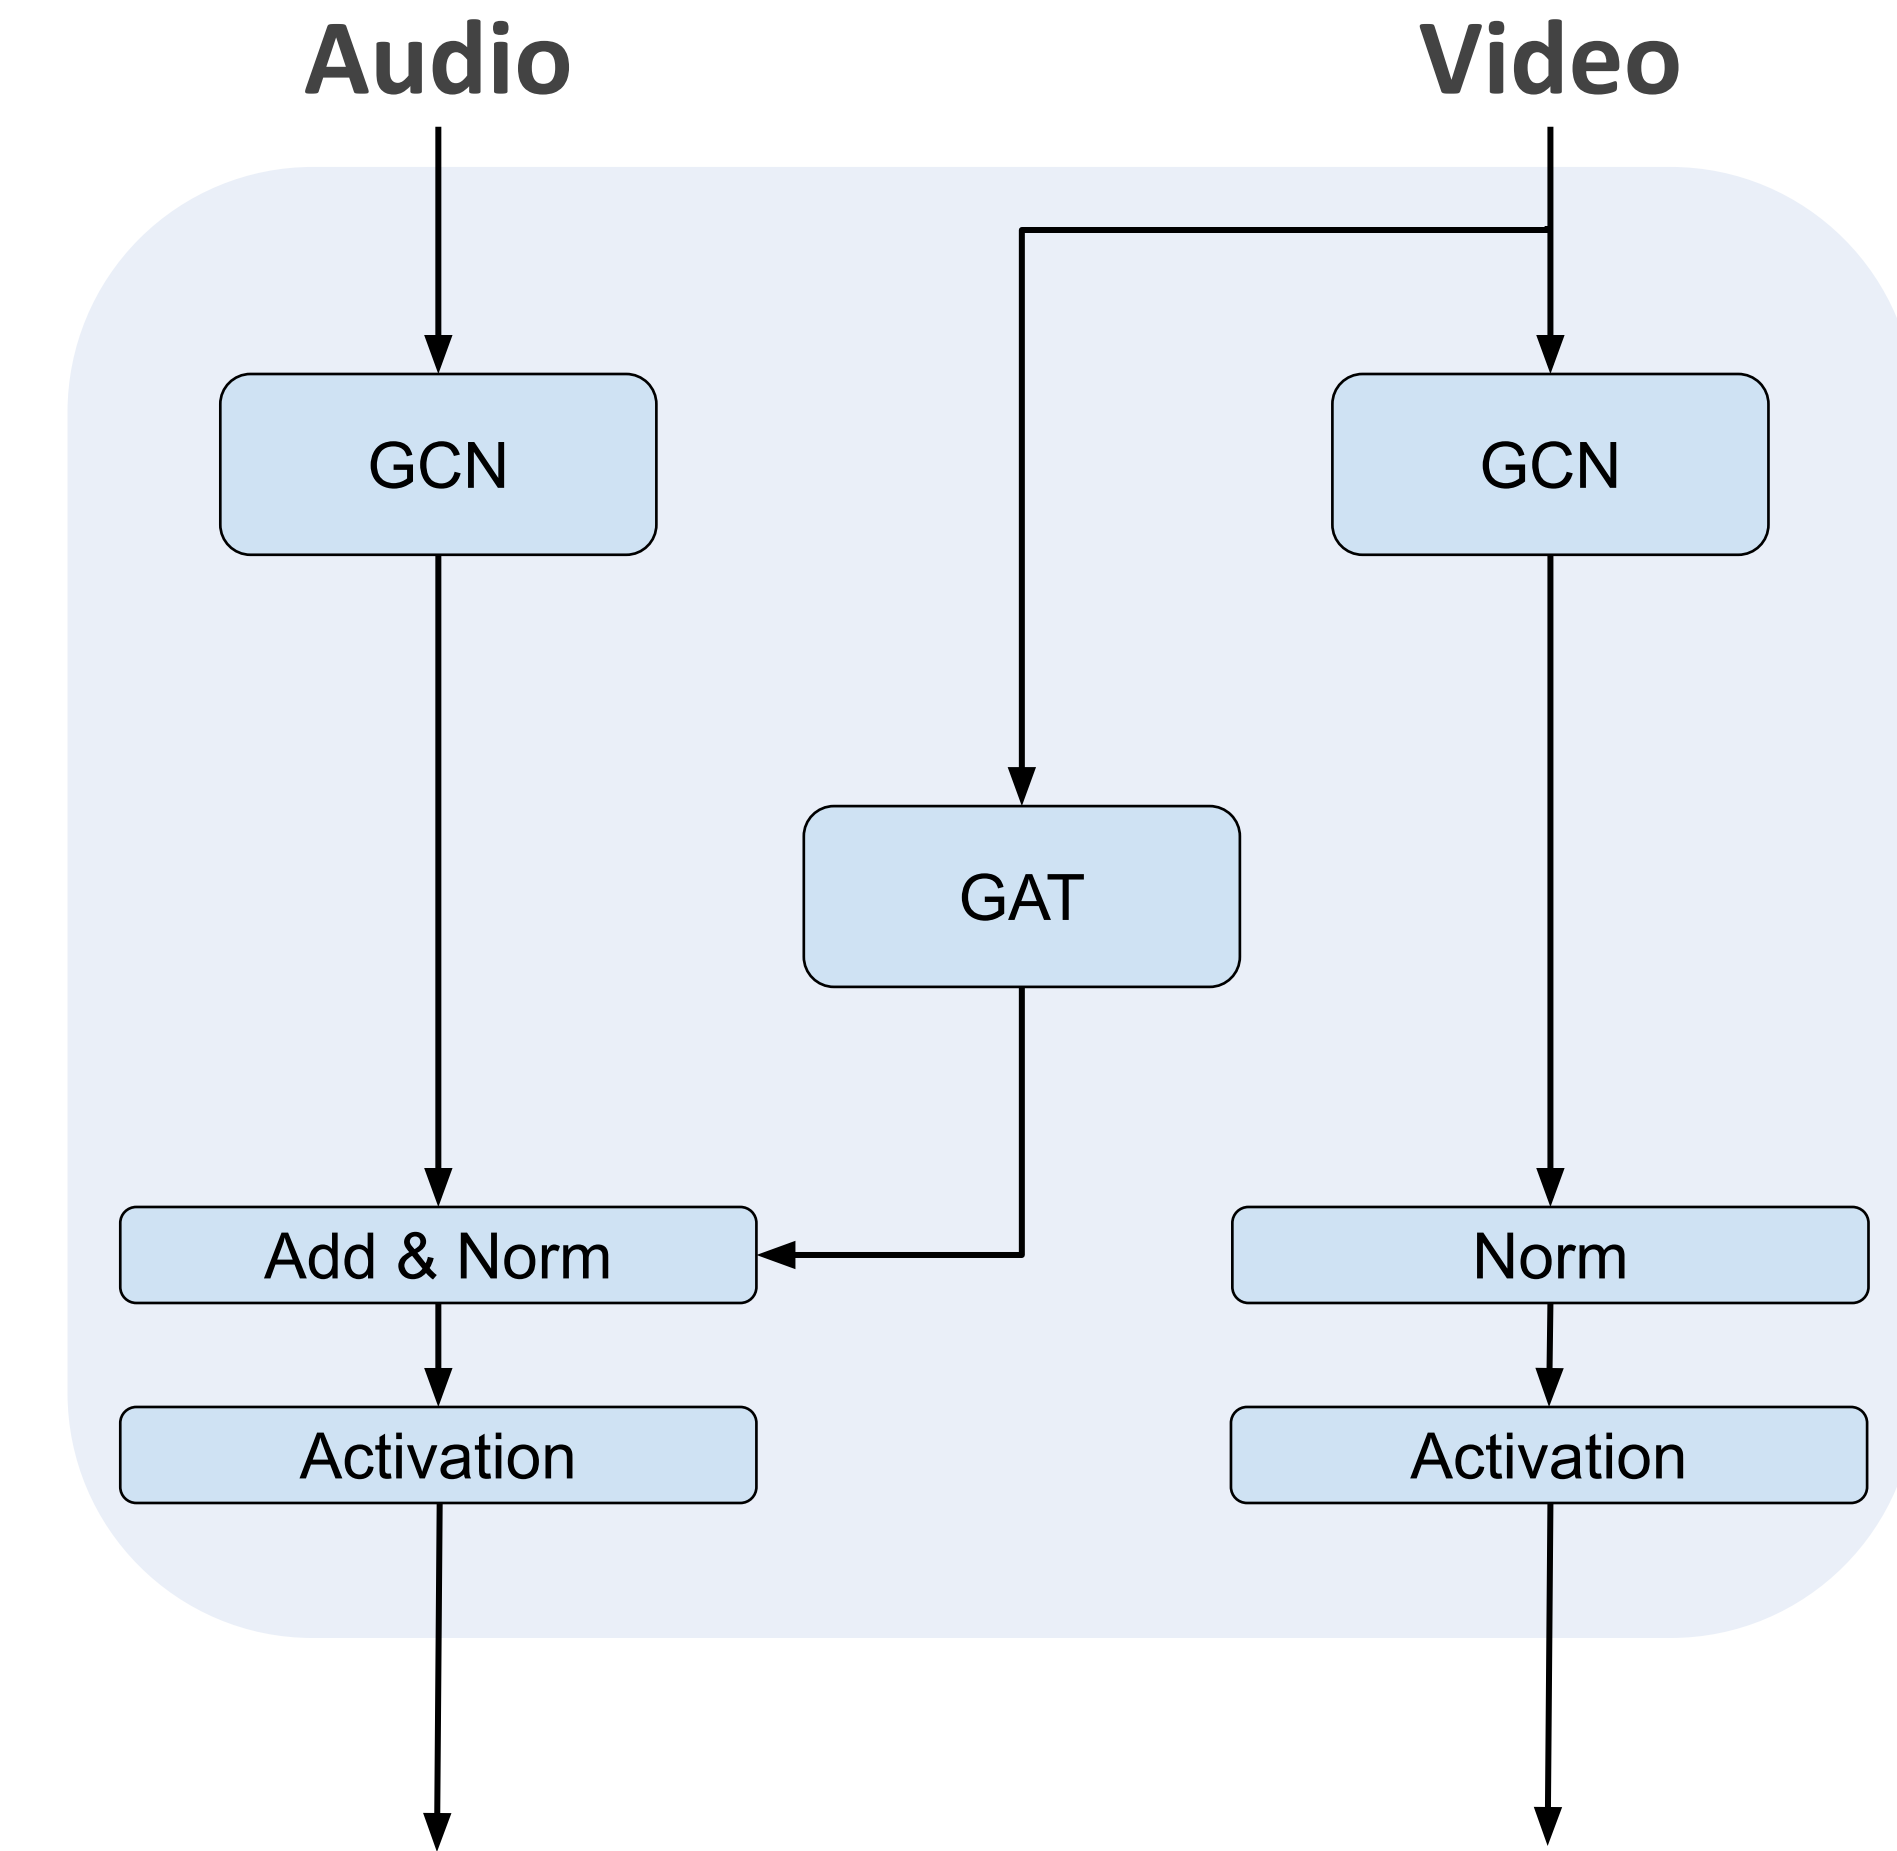 Audio
Video
GCN
GCN
GAT
Add & Norm
Norm
Activation
Activation